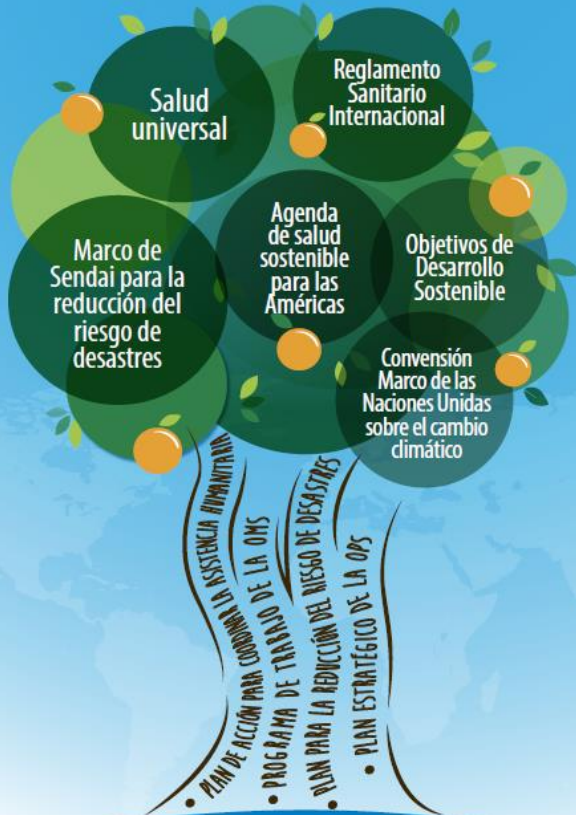 Salud
universal
Reglamento
Sanitario
Internacional
Marco de
Sendai para la
reducción del
riesgo de
desastres
Agenda
de salud
sostenible
para las
Américas
Objetivos de
Desarrollo
Sostenible
Convención
Marco de las
Naciones Unidas
sobre el cambio
climático
• PLAN DE ACCIÓN PARA COORDINAR LA ASISTENCIA HUMANITARIA
• PROGRAMA DE TRABAJO DE LA OMS
• PLAN PARA LA REDUCCIÓN DEL RIESGO DE DESASTRES
• PLAN ESTRATÉGICO DE LA OPS